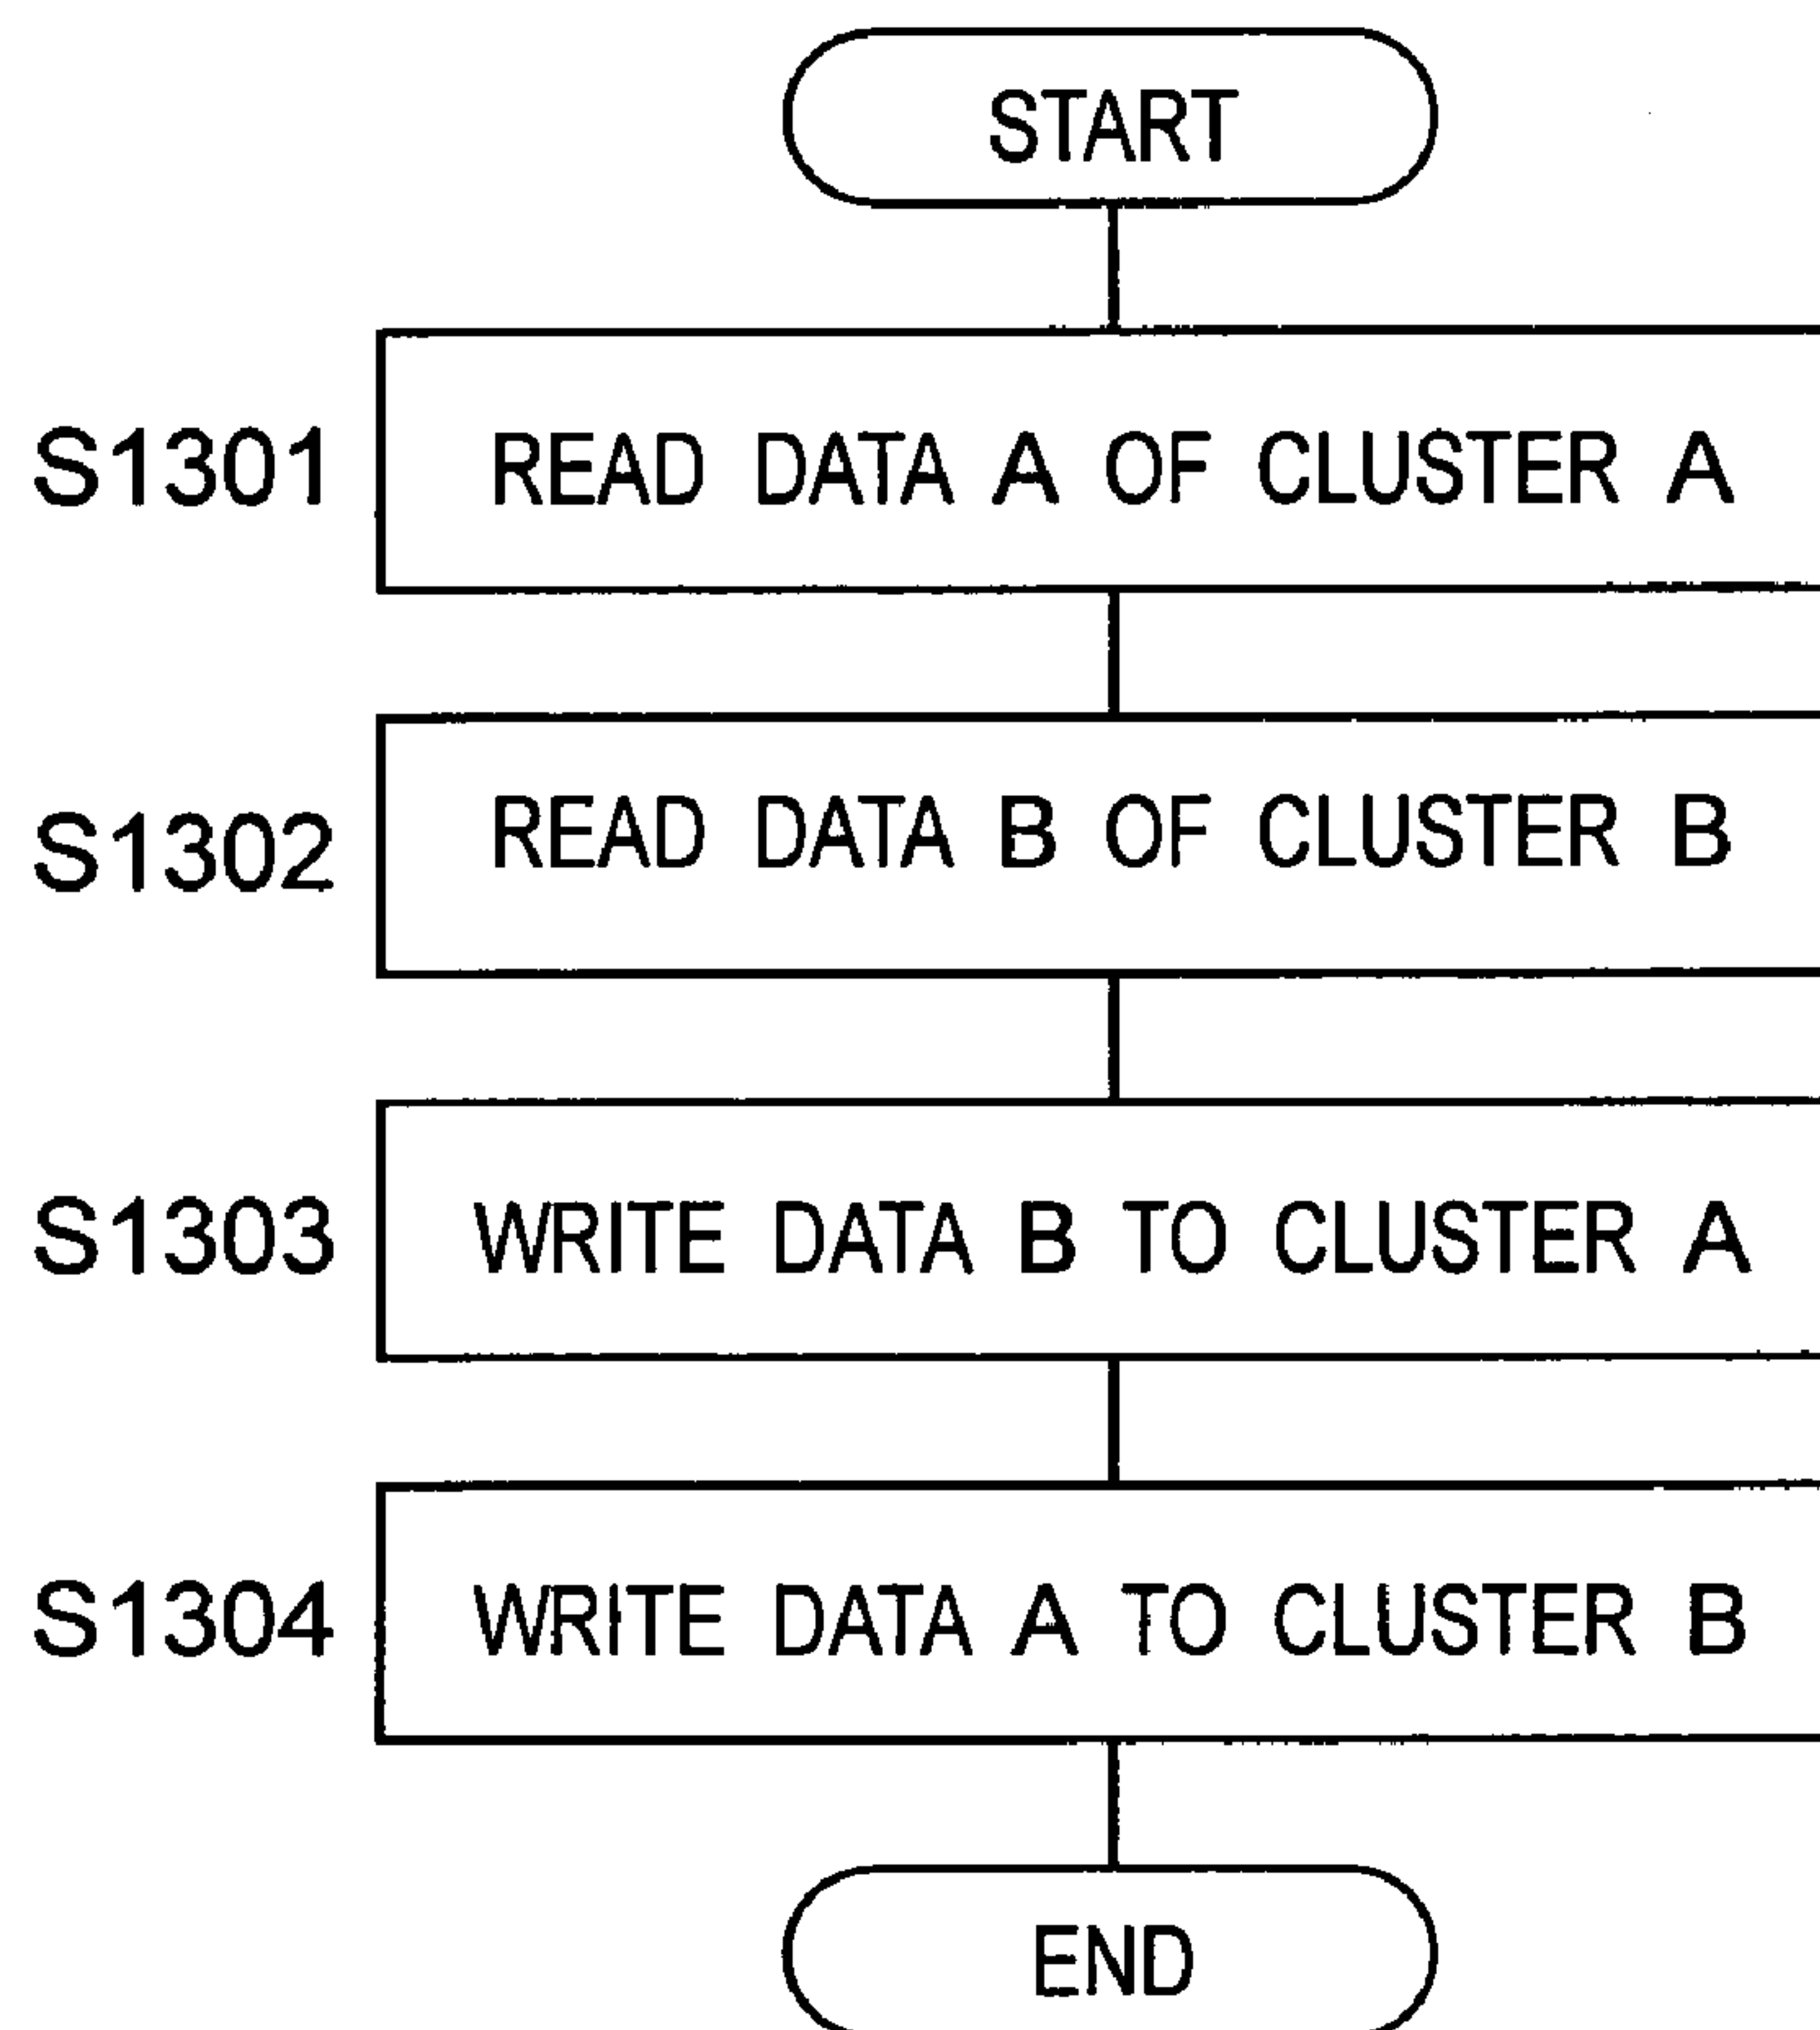 START
S1301 READ DATA A OF CLUSTER A
S1302 READ DATA B OF CLUSTER B
S1303 WRITE DATA B TO CLUSTER A
S1304 WRITE DATA A TO CLUSTER B
END